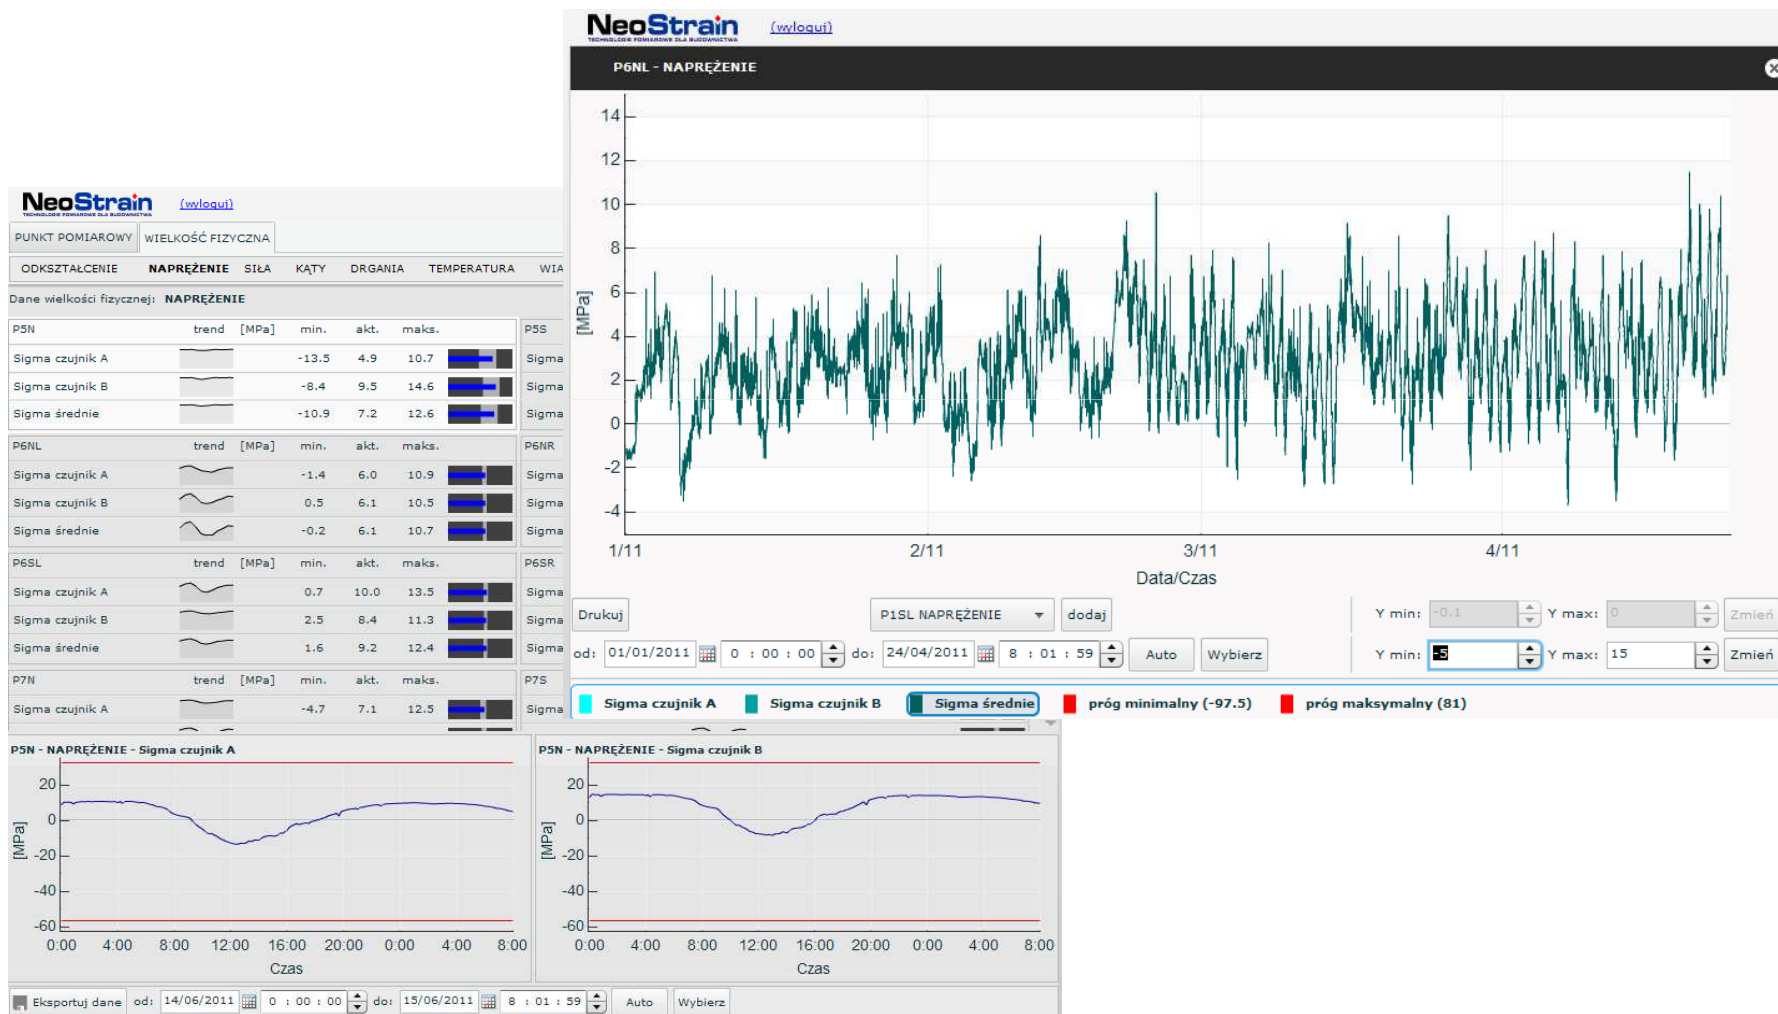 NeoStrain (wyloguj)
TECHNOLOGIE POMIAROWE DLA BUDOWNICTWA
PUNKT POMIAROWY WIELKOŚĆ FIZYCZNA
ODKSZTAŁCENIE NAPRĘŻENIE SIŁA KĄTY DRGANIA TEMPERATURA WIA
Dane wielkości fizycznej: NAPRĘŻENIE
P5N trend [MPa] min. akt. maks. P5S
Sigma czujnik A -13.5 4.9 10.7 Sigma
Sigma czujnik B -8.4 9.5 14.6 Sigma
Sigma średnie -10.9 7.2 12.6 Sigma
P6NL trend [MPa] min. akt. maks. P6NR
Sigma czujnik A -1.4 6.0 10.9 Sigma
Sigma czujnik B 0.5 6.1 10.5 Sigma
Sigma średnie -0.2 6.1 10.7 Sigma
P6SL trend [MPa] min. akt. maks. P6SR
Sigma czujnik A 0.7 10.0 13.5 Sigma
Sigma czujnik B 2.5 8.4 11.3 Sigma
Sigma średnie 1.6 9.2 12.4 Sigma
P7N trend [MPa] min. akt. maks. P7S
Sigma czujnik A -4.7 7.1 12.5 Sigma
NeoStrain (wyloguj)
TECHNOLOGIE POMIAROWE DLA BUDOWNICTWA
P6NL - NAPRĘŻENIE
14
12
10
8
6
4
2
0
-2
-4
[MPa]
1/11 2/11 3/11 4/11
Data/Czas
Drukuj P1SL NAPRĘŻENIE dodaj Y min: -0.1 Y max: 0 Zmień
od: 01/01/2011 0 : 00 : 00 do: 24/04/2011 8 : 01 : 59 Auto Wybierz Y min: -5 Y max: 15 Zmień
Sigma czujnik A Sigma czujnik B Sigma średnie próg minimalny (-97.5) próg maksymalny (81)
P5N - NAPRĘŻENIE - Sigma czujnik A
20
0
-20
-40
-60
[MPa]
0:00 4:00 8:00 12:00 16:00 20:00 0:00 4:00 8:00
Czas
P5N - NAPRĘŻENIE - Sigma czujnik B
20
0
-20
-40
-60
[MPa]
0:00 4:00 8:00 12:00 16:00 20:00 0:00 4:00 8:00
Czas
Eksportuj dane od: 14/06/2011 0 : 00 : 00 do: 15/06/2011 8 : 01 : 59 Auto Wybierz